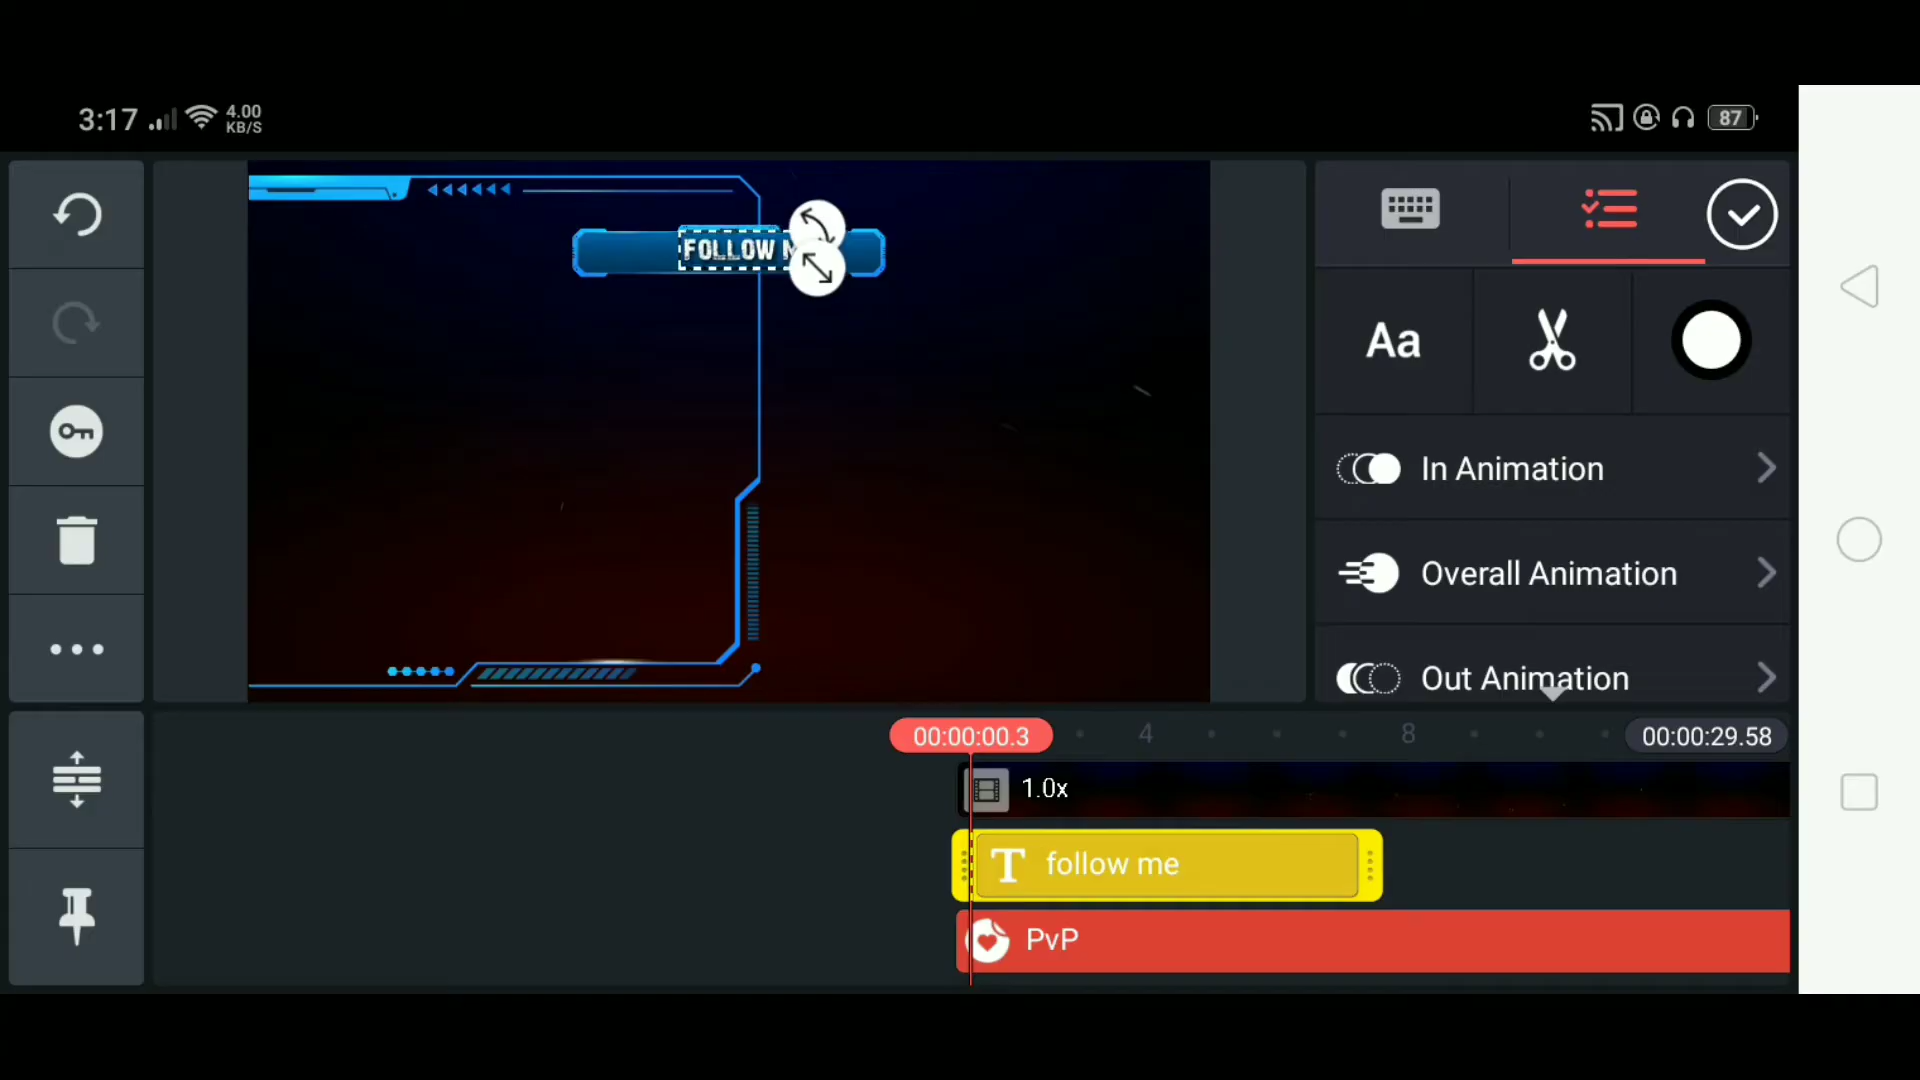 3:17 4.00 KB/S 87
FOLLOW M
Aa
In Animation
Overall Animation
Out Animation
00:00:00.3 4 8 00:00:29.58
1.0x
T follow me
PvP